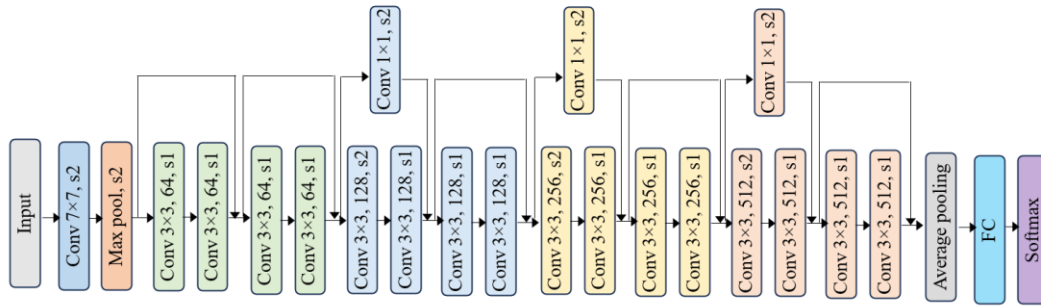 Input
Conv 7×7, s2
Max pool, s2
Conv 3×3, 64, s1
Conv 3×3, 64, s1
Conv 3×3, 64, s1
Conv 3×3, 64, s1
Conv 1×1, s2
Conv 3×3, 128, s2
Conv 3×3, 128, s1
Conv 3×3, 128, s1
Conv 3×3, 128, s1
Conv 1×1, s2
Conv 3×3, 256, s2
Conv 3×3, 256, s1
Conv 3×3, 256, s1
Conv 3×3, 256, s1
Conv 1×1, s2
Conv 3×3, 512, s2
Conv 3×3, 512, s1
Conv 3×3, 512, s1
Conv 3×3, 512, s1
Average pooling
FC
Softmax